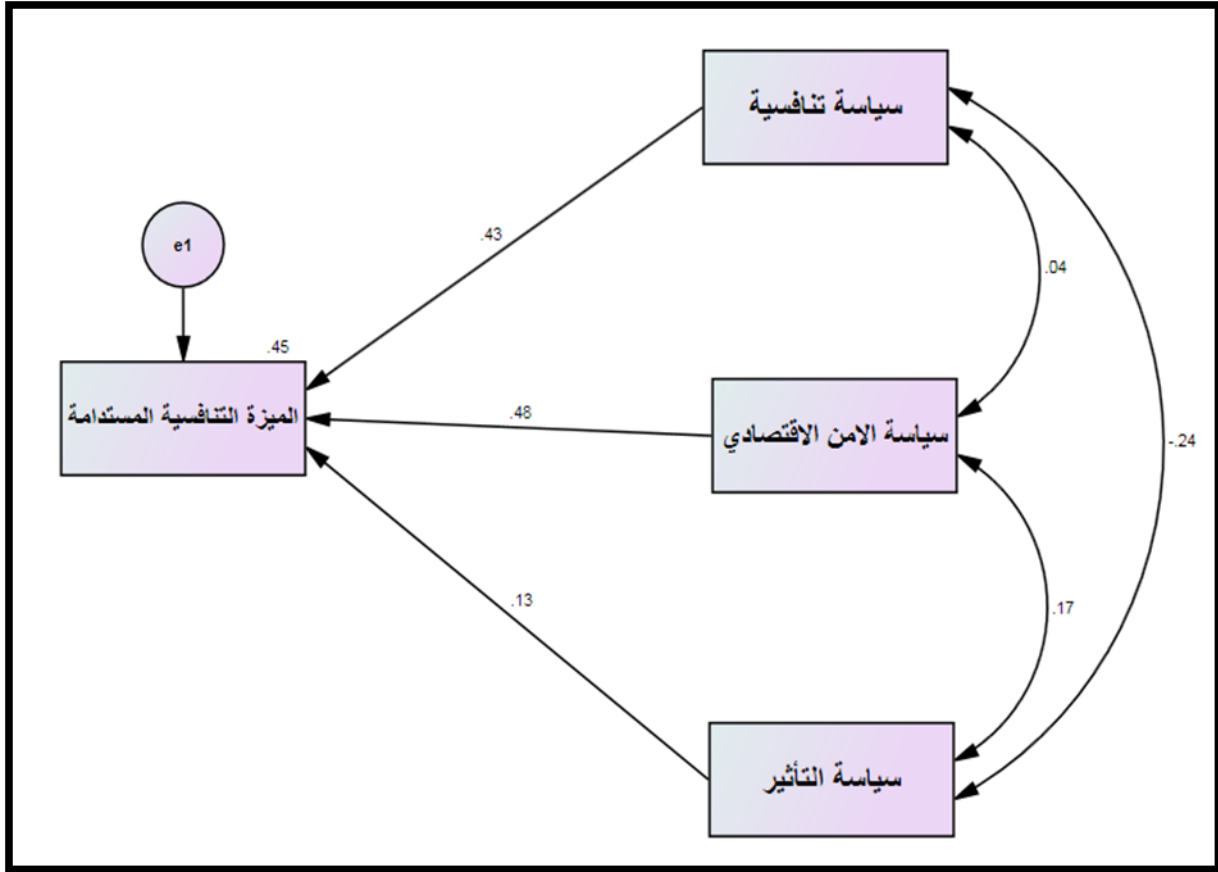 سياسة تنافسية
.43
.04
e1
.45
الميزة التنافسية المستدامة
.48
سياسة الامن الاقتصادي
-.24
.13
.17
سياسة التأثير